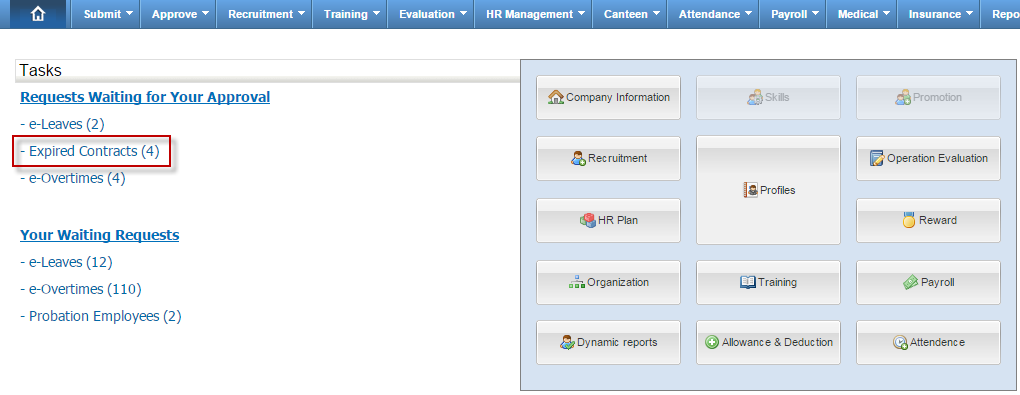 Submit Approve Recruitment Training Evaluation HR Management Canteen Attendance Payroll Medical Insurance Repo
Tasks
Requests Waiting for Your Approval
- e-Leaves (2)
- Expired Contracts (4)
- e-Overtimes (4)
Your Waiting Requests
- e-Leaves (12)
- e-Overtimes (110)
- Probation Employees (2)
Company Information Skills Promotion
Recruitment Profiles Operation Evaluation
HR Plan Reward
Organization Training Payroll
Dynamic reports Allowance & Deduction Attendence